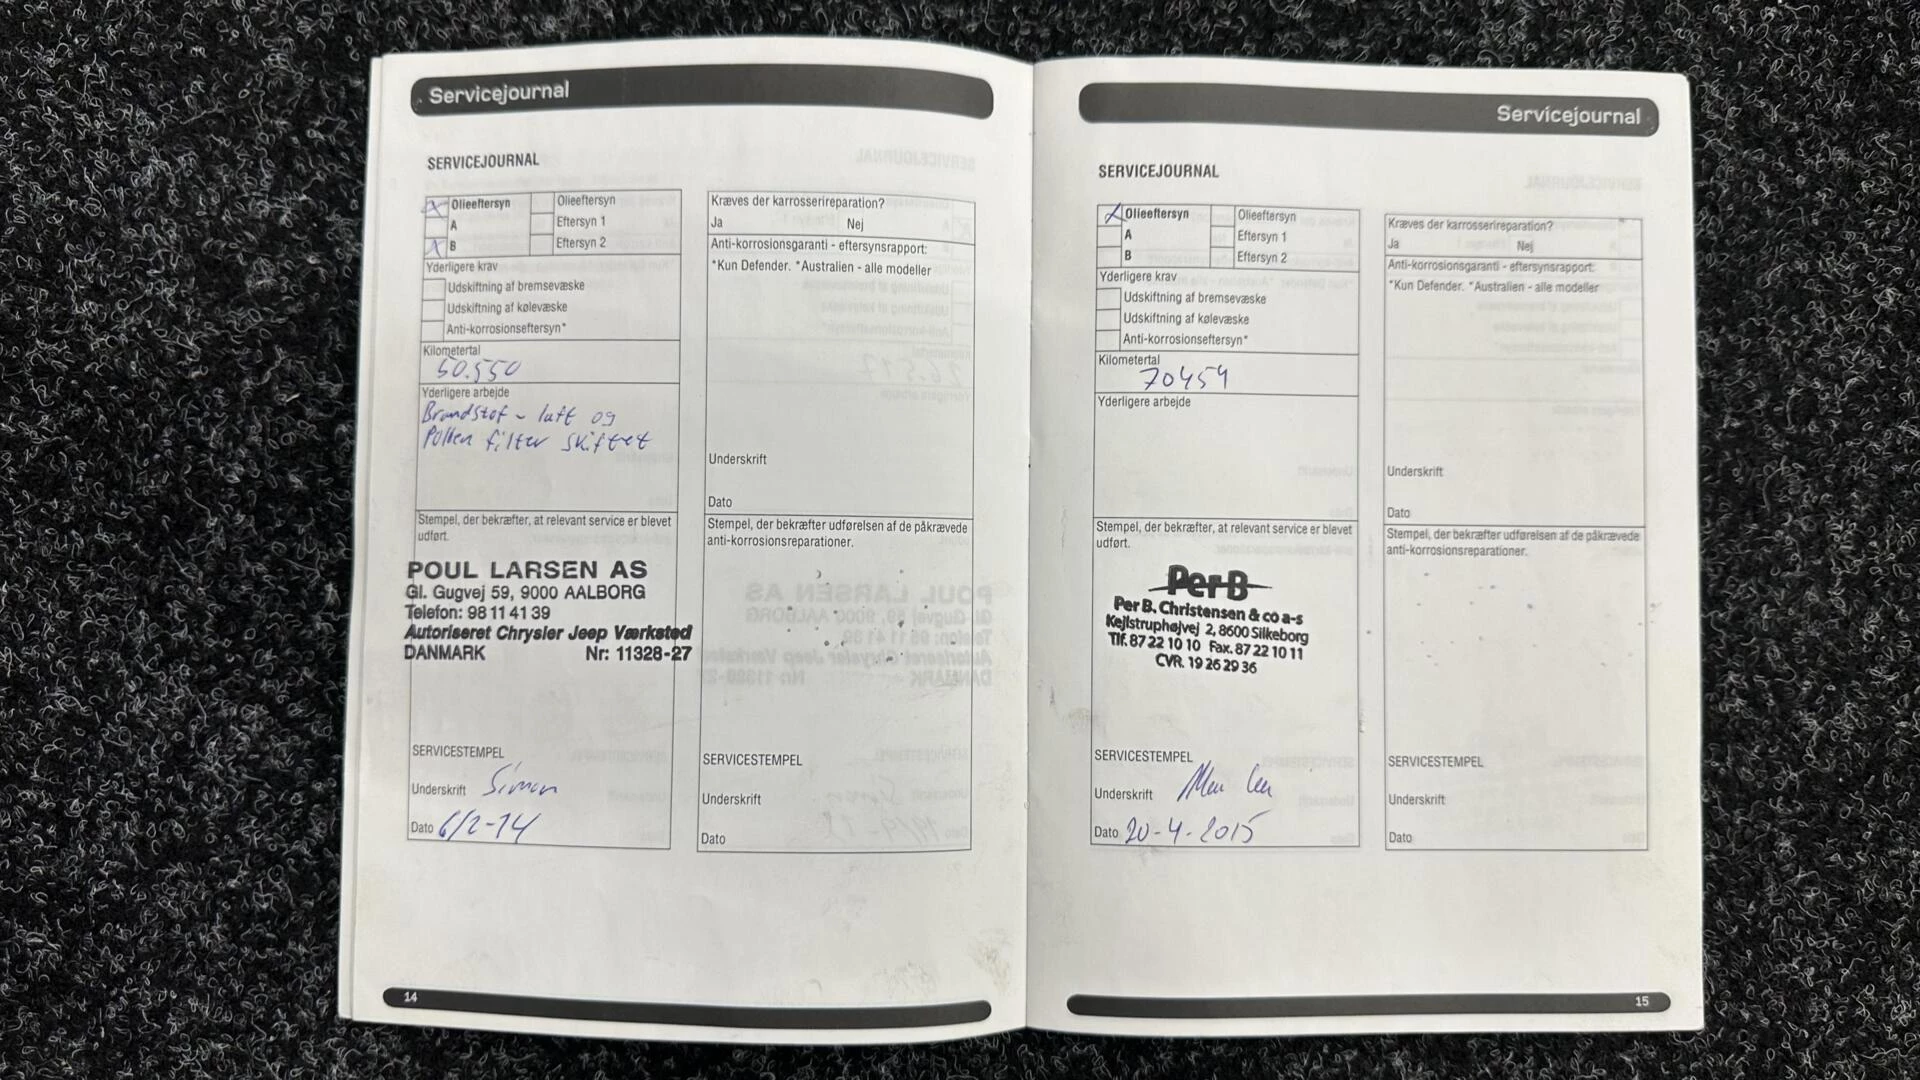 Servicejournal
SERVICEJOURNAL
X Olieeftersyn
A
X B
Olieeftersyn
Eftersyn 1
Eftersyn 2
Yderligere krav
Udskiftning af bremsevæske
Udskiftning af kølevæske
Anti-korrosionseftersyn*
Kilometertal
50.550
Yderligere arbejde
Brandstof - luft og
Pollen filter skiftet
Stempel, der bekræfter, at relevant service er blevet
udført.
POUL LARSEN AS
Gl. Gugvej 59, 9000 AALBORG
Telefon: 98 11 41 39
Autoriseret Chrysler Jeep Værksted
DANMARK Nr: 11328-27
SERVICESTEMPEL
Underskrift Simon
Dato 6/2-14
Kræves der karrosserireparation?
Ja Nej
Anti-korrosionsgaranti - eftersynsrapport:
*Kun Defender. *Australien - alle modeller
Underskrift
Dato
Stempel, der bekræfter udførelsen af de påkrævede
anti-korrosionsreparationer.
SERVICESTEMPEL
Underskrift
Dato
14
Servicejournal
SERVICEJOURNAL
X Olieeftersyn
A
B
Olieeftersyn
Eftersyn 1
Eftersyn 2
Yderligere krav
Udskiftning af bremsevæske
Udskiftning af kølevæske
Anti-korrosionseftersyn*
Kilometertal
70454
Yderligere arbejde
Stempel, der bekræfter, at relevant service er blevet
udført.
Per B
Per B. Christensen & co a-s
Kejlstruphøjvej 2, 8600 Silkeborg
Tlf. 87 22 10 10 Fax. 87 22 10 11
CVR. 19 26 29 36
SERVICESTEMPEL
Underskrift
Dato 20-4-2015
Kræves der karrosserireparation?
Ja Nej
Anti-korrosionsgaranti - eftersynsrapport:
*Kun Defender. *Australien - alle modeller
Underskrift
Dato
Stempel, der bekræfter udførelsen af de påkrævede
anti-korrosionsreparationer.
SERVICESTEMPEL
Underskrift
Dato
15